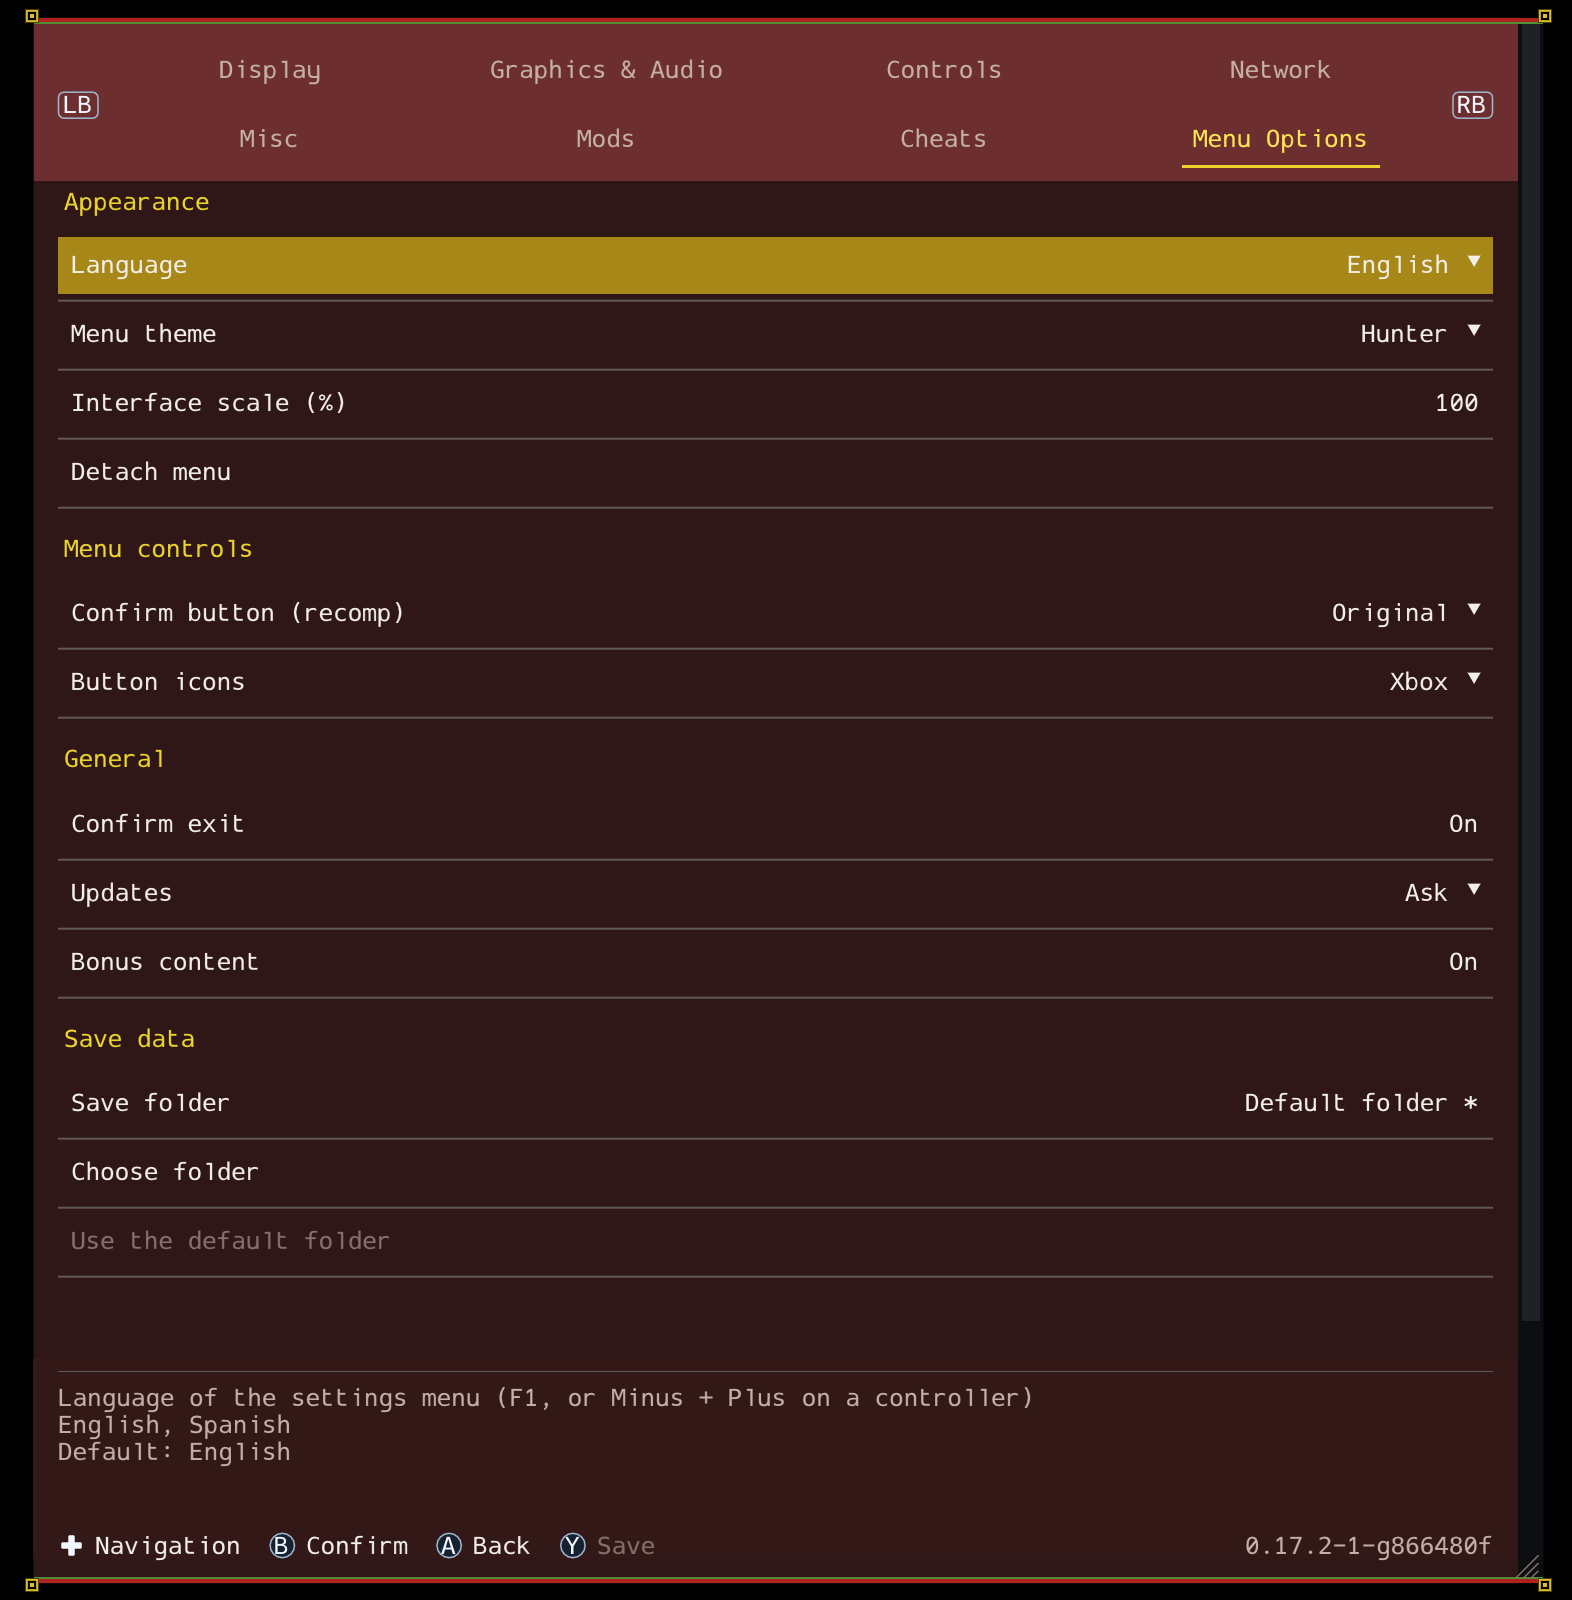 Display Graphics & Audio Controls Network
LB RB
Misc Mods Cheats Menu Options
Appearance
Language English ▼
Menu theme Hunter ▼
Interface scale (%) 100
Detach menu
Menu controls
Confirm button (recomp) Original ▼
Button icons Xbox ▼
General
Confirm exit On
Updates Ask ▼
Bonus content On
Save data
Save folder Default folder *
Choose folder
Use the default folder
Language of the settings menu (F1, or Minus + Plus on a controller)
English, Spanish
Default: English
Navigation B Confirm A Back Y Save 0.17.2-1-g866480f